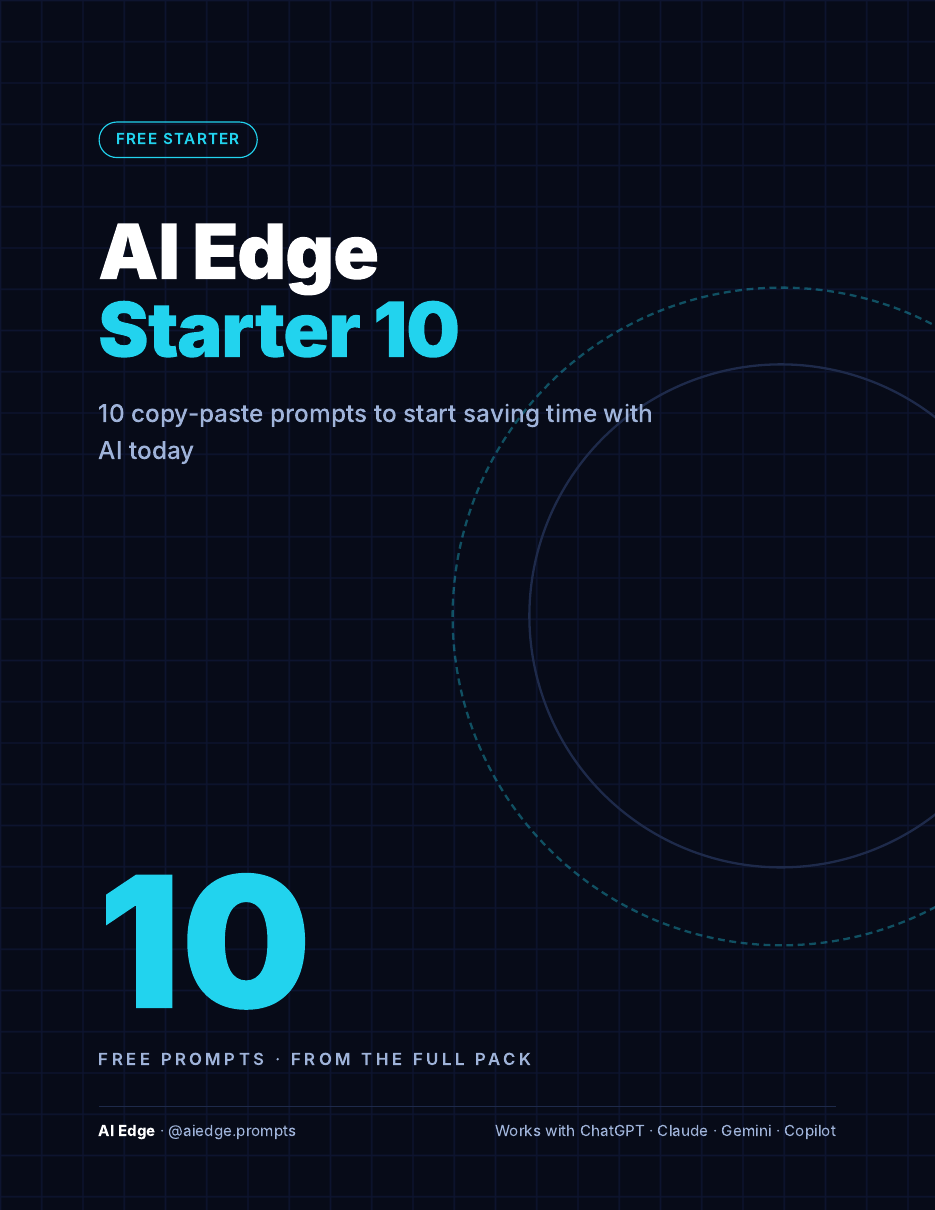 FREE STARTER
AI Edge
Starter 10
10 copy-paste prompts to start saving time with
AI today
10
FREE PROMPTS · FROM THE FULL PACK
AI Edge · @aiedge.prompts
Works with ChatGPT · Claude · Gemini · Copilot